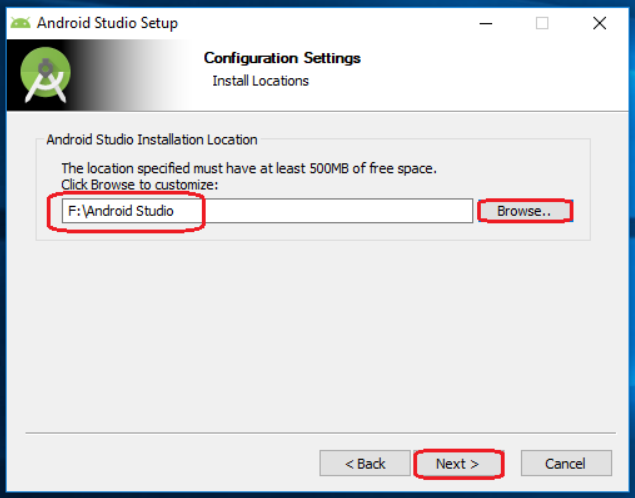 Android Studio Setup
Configuration Settings
Install Locations
Android Studio Installation Location
The location specified must have at least 500MB of free space.
Click Browse to customize:
F:\Android Studio
Browse..
< Back
Next >
Cancel